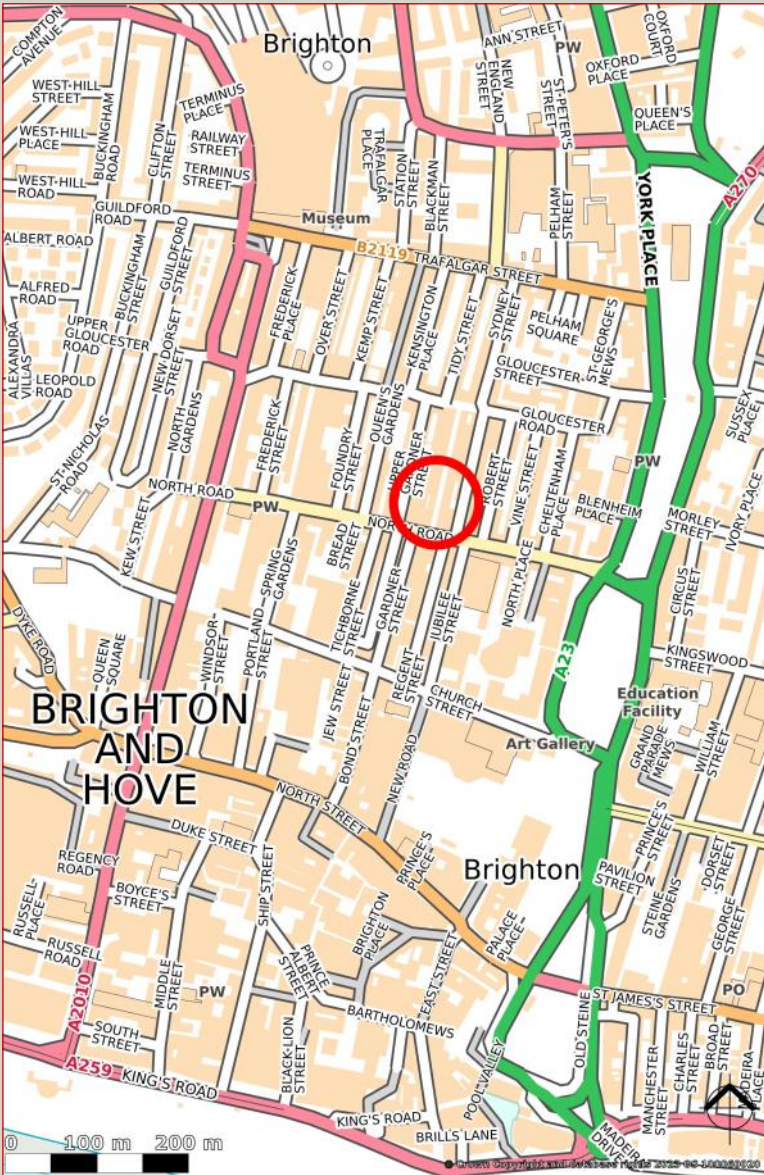 COMPTON
AVENUE
Brighton
ANN STREET
PW
OXFORD
COURT
OXFORD
PLACE
WEST HILL
STREET
BUCKINGHAM
ROAD
CLIFTON
STREET
TERMINUS
PLACE
TRAFALGAR
PLACE
NEW
ENGLAND
STREET
ST-PETER'S
STREET
QUEEN'S
PLACE
WEST-HILL
PLACE
RAILWAY
STREET
STATION
STREET
BLACKMAN
STREET
WEST-HILL
ROAD
TERMINUS
STREET
YORK PLACE
A270
GUILDFORD
ROAD
Museum
PELHAM
STREET
ALBERT ROAD
BUCKINGHAM
STREET
GUILDFORD
STREET
B2119 TRAFALGAR STREET
ALFRED
ROAD
FREDERICK
PLACE
OVER STREET
KEMP STREET
KENSINGTON
PLACE
TIDY STREET
SYDNEY
STREET
PELHAM
SQUARE
ST-GEORGE'S
MEWS
UPPER
GLOUCESTER
ROAD
NEW-DORSET
STREET
ALEXANDRA
VILLAS
LEOPOLD
ROAD
GLOUCESTER
STREET
NORTH
GARDENS
FREDERICK
STREET
FOUNDRY
STREET
QUEEN'S
GARDENS
UPPER
GARDNER
STREET
GLOUCESTER
ROAD
SUSSEX
PLACE
ST-NICHOLAS
ROAD
ROBERT
STREET
VINE STREET
CHELTENHAM
PLACE
PW
NORTH ROAD
PW
NORTH ROAD
BLENHEIM
PLACE
MORLEY
STREET
IVORY PLACE
KEW STREET
BREAD
STREET
SPRING
GARDENS
NORTH PLACE
CIRCUS
STREET
DYKE ROAD
QUEEN
SQUARE
WINDSOR
STREET
PORTLAND
STREET
TICHBORNE
STREET
GARDNER
STREET
JUBILEE
STREET
A23
KINGSWOOD
STREET
JEW STREET
BOND STREET
REGENT
STREET
CHURCH
STREET
Education
Facility
BRIGHTON
AND
HOVE
Art Gallery
GRAND
PARADE
MEWS
WILLIAM
STREET
NEW ROAD
NORTH STREET
DUKE STREET
PRINCE'S
PLACE
PRINCE'S
STREET
REGENCY
ROAD
Brighton
PAVILION
STREET
DORSET
STREET
BOYCE'S
STREET
SHIP STREET
STEINE
GARDENS
GEORGE
STREET
RUSSELL
PLACE
RUSSELL
ROAD
BRIGHTON
PLACE
PALACE
PLACE
MIDDLE
STREET
PW
PRINCE
ALBERT
STREET
EAST STREET
ST JAMES'S STREET
PO
A2010
SOUTH
STREET
BARTHOLOMEWS
OLD STEINE
BLACK-LION
STREET
POOL VALLEY
MANCHESTER
STREET
CHARLES
STREET
BROAD
STREET
MADEIRA
PLACE
A259 KING'S ROAD
KING'S ROAD
BRILLS LANE
MADEIRA
DRIVE
0 100 m 200 m